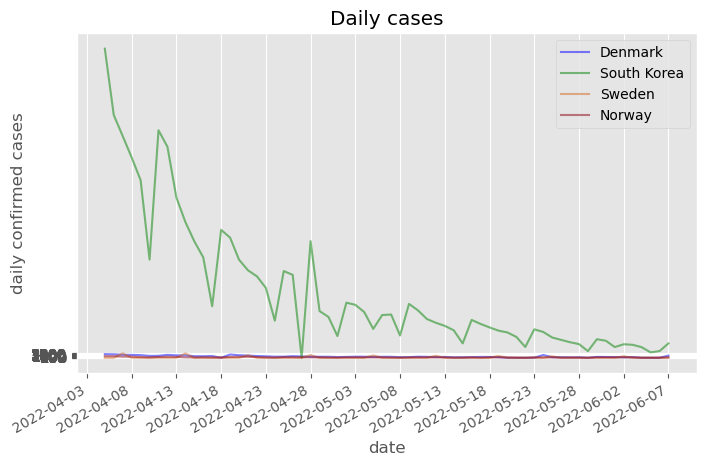 Daily cases
Denmark
South Korea
Sweden
Norway
daily confirmed cases
2022-04-03
2022-04-08
2022-04-13
2022-04-18
2022-04-23
2022-04-28
2022-05-03
2022-05-08
2022-05-13
2022-05-18
2022-05-23
2022-05-28
2022-06-02
2022-06-07
date